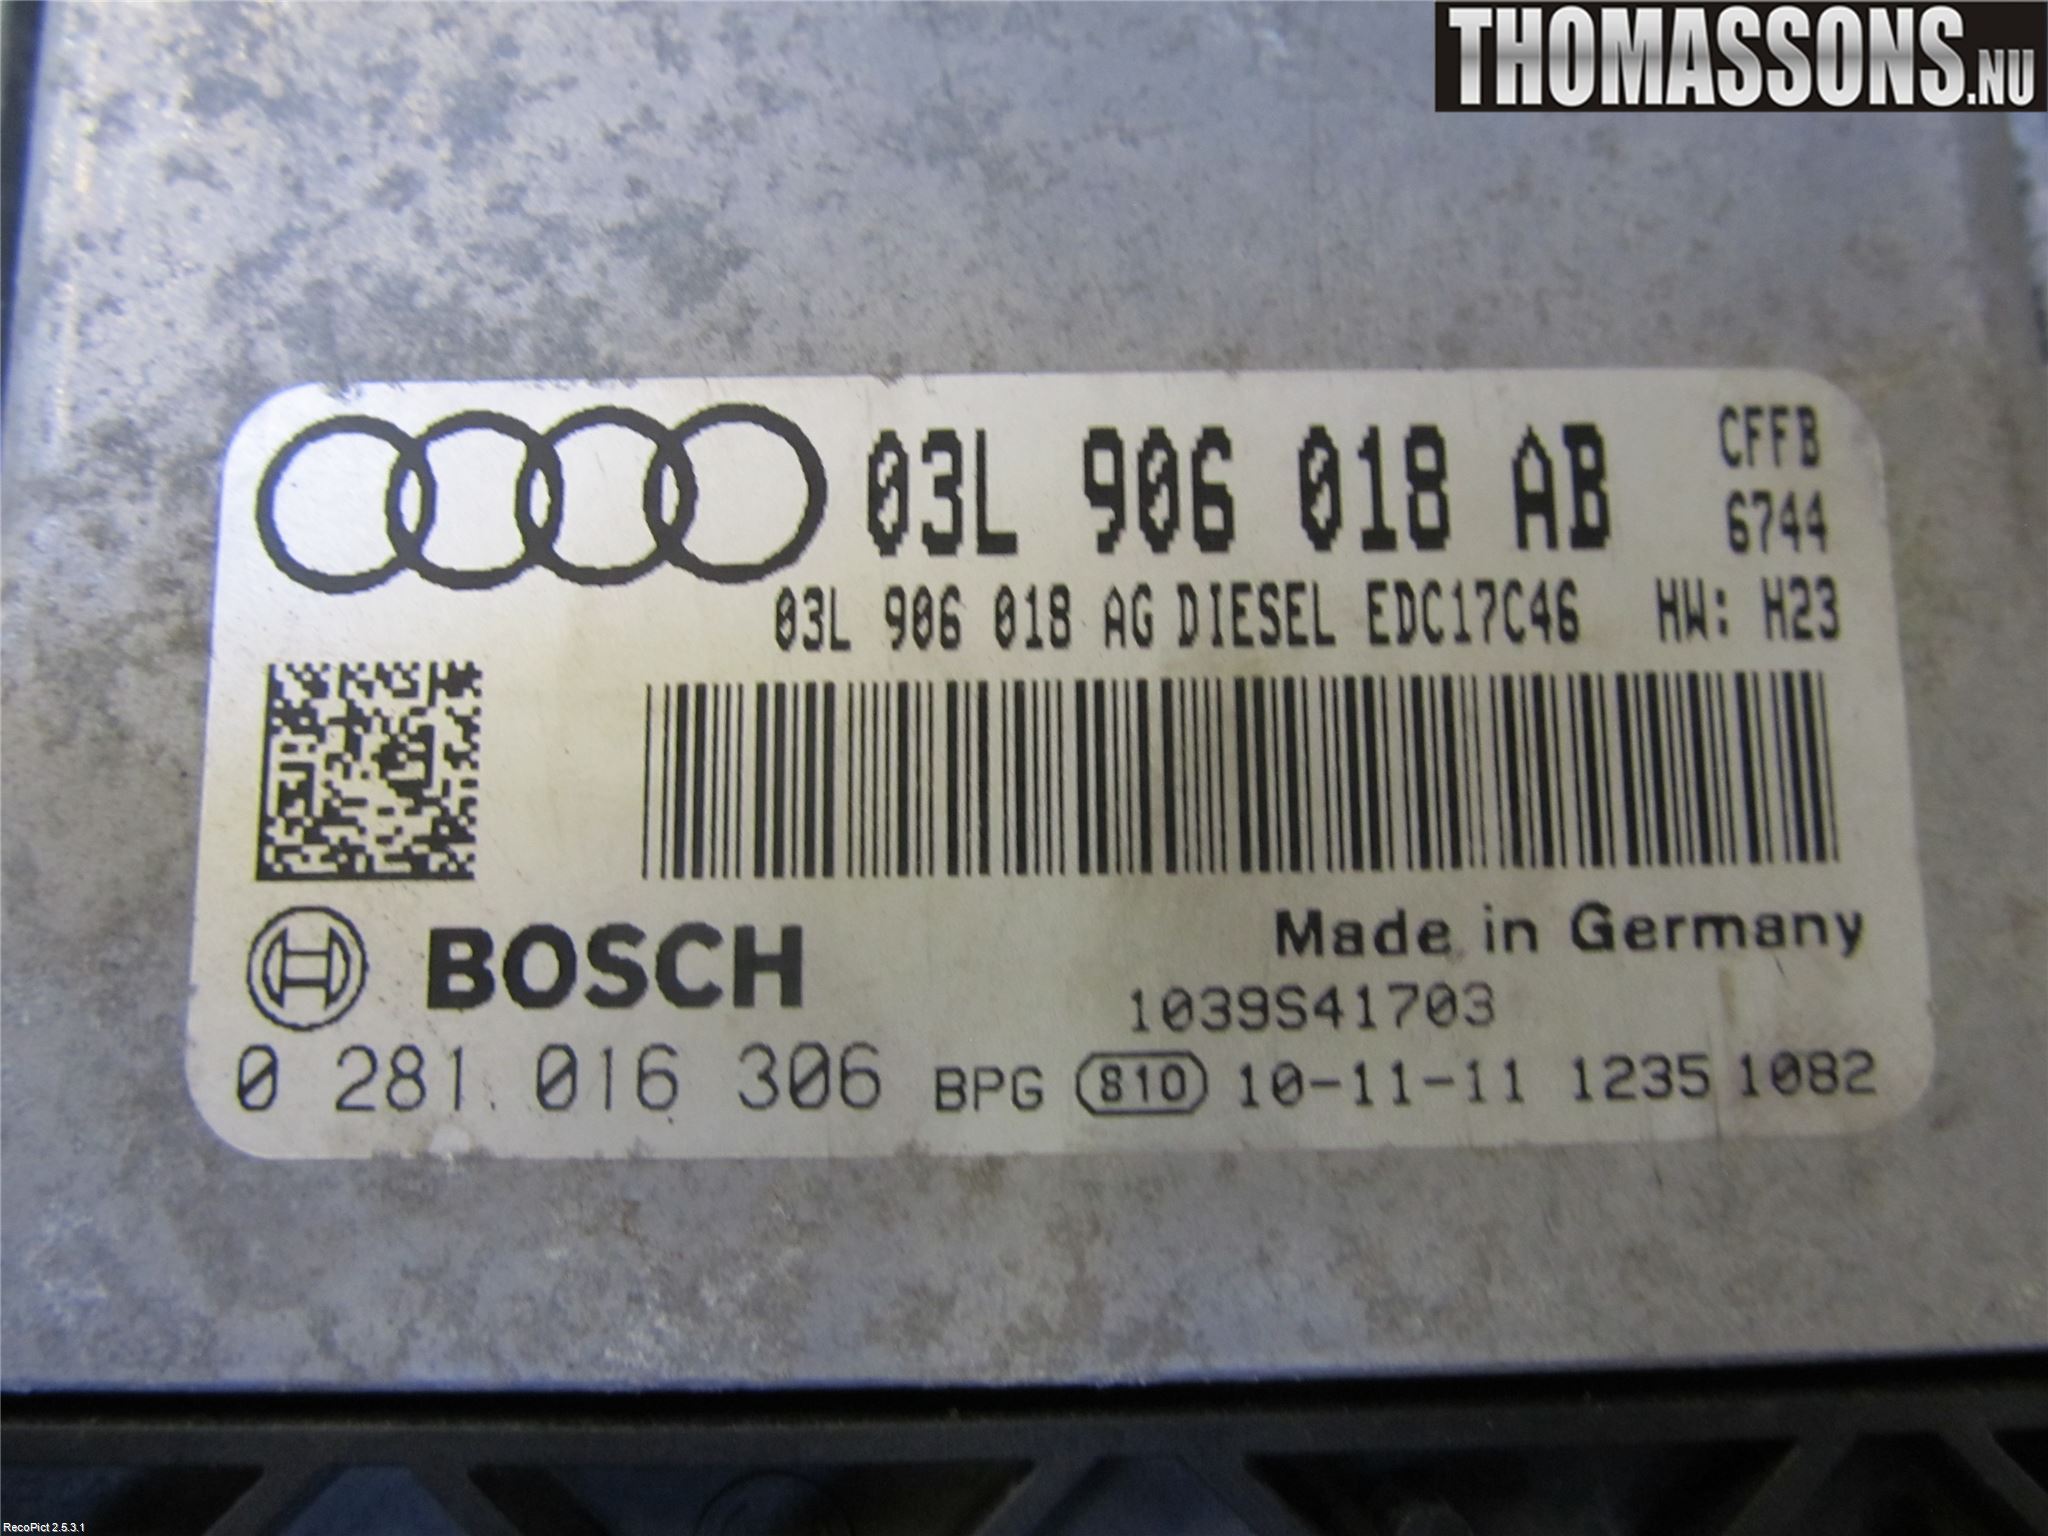 THOMASSONS.NU
03L 906 018 AB
CFFB
6744
03L 906 018 AG DIESEL EDC17C46 HW: H23
BOSCH
Made in Germany
1039S41703
0 281 016 306 BPG 810 10-11-11 1235 1082
RecoPict 2.5.3.1